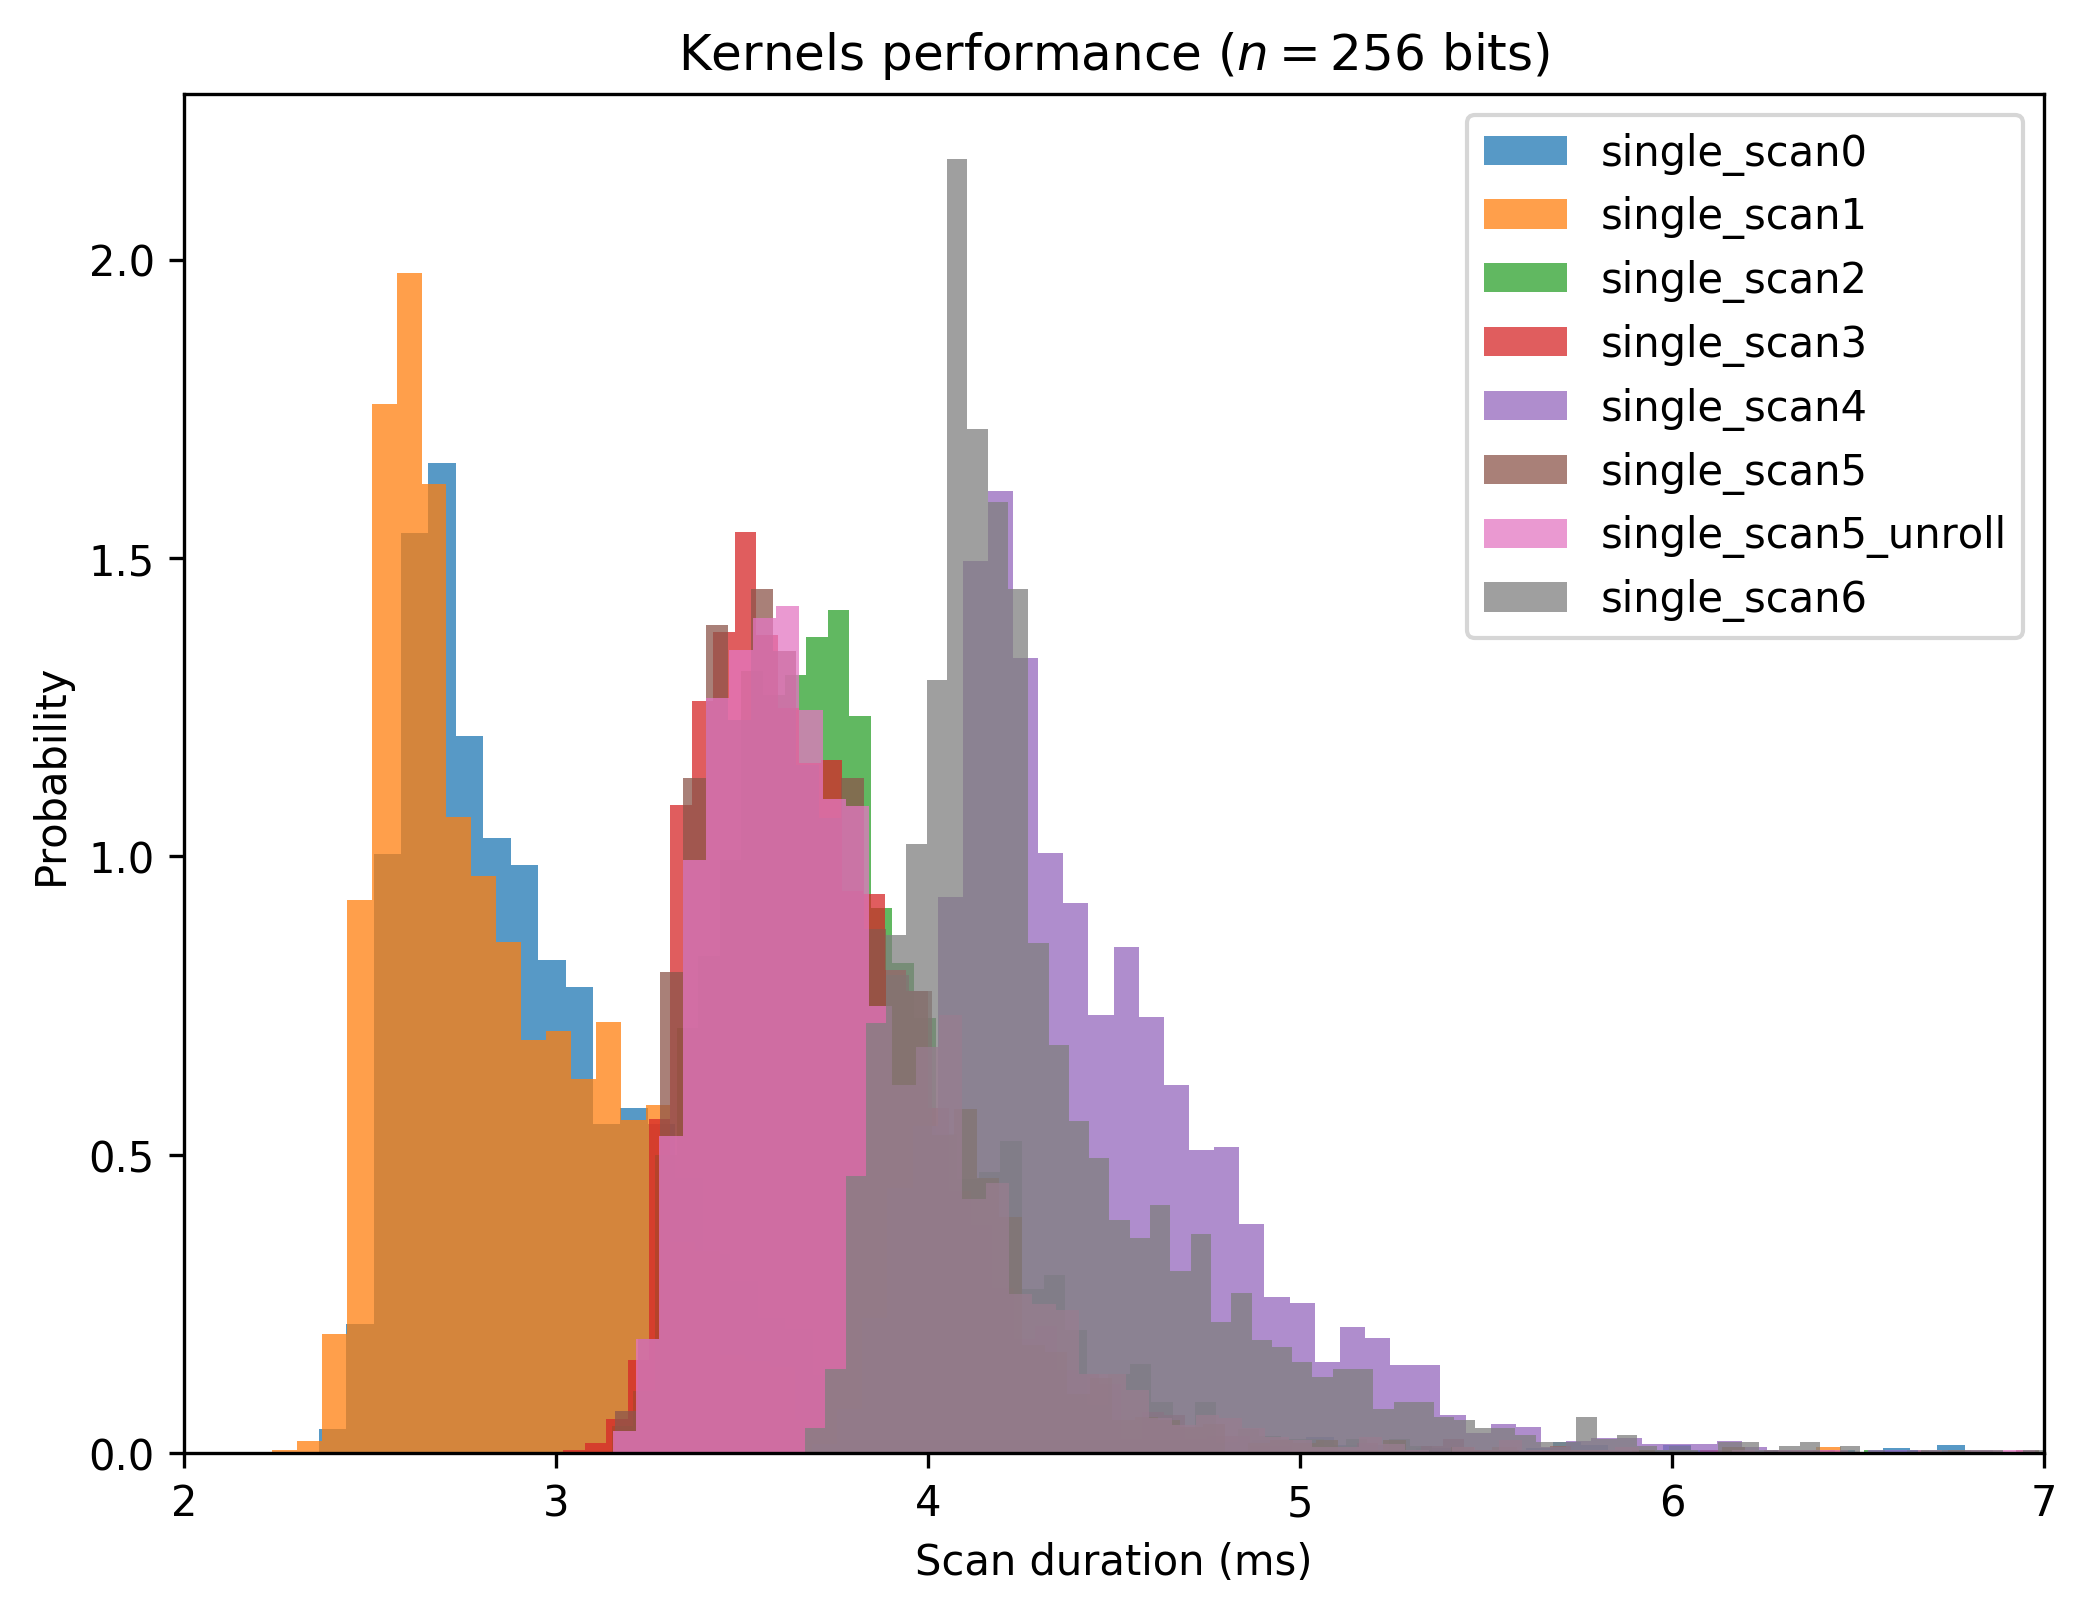 Kernels performance (n = 256 bits)
single_scan0
single_scan1
single_scan2
single_scan3
single_scan4
single_scan5
single_scan5_unroll
single_scan6
Probability
2.0
1.5
1.0
0.5
0.0
2 3 4 5 6 7
Scan duration (ms)